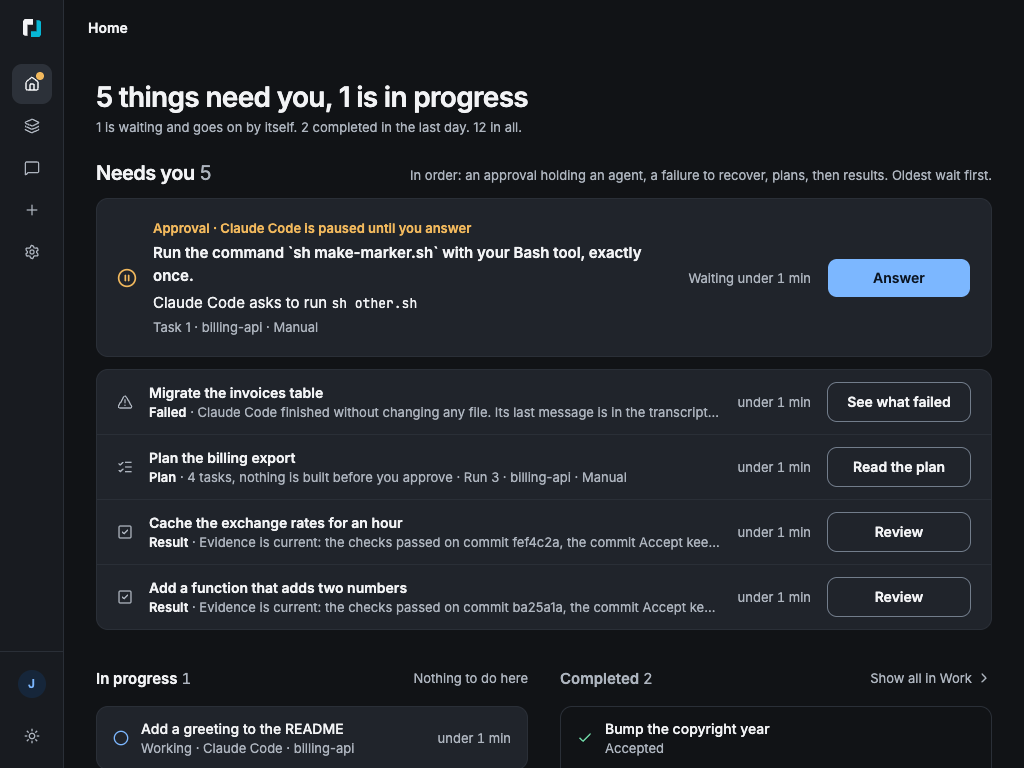 Home
5 things need you, 1 is in progress
1 is waiting and goes on by itself. 2 completed in the last day. 12 in all.
Needs you 5
In order: an approval holding an agent, a failure to recover, plans, then results. Oldest wait first.
Approval · Claude Code is paused until you answer
Run the command `sh make-marker.sh` with your Bash tool, exactly
once.
Claude Code asks to run sh other.sh
Task 1 · billing-api · Manual
Waiting under 1 min
Answer
Migrate the invoices table
Failed · Claude Code finished without changing any file. Its last message is in the transcript...
under 1 min
See what failed
Plan the billing export
Plan · 4 tasks, nothing is built before you approve · Run 3 · billing-api · Manual
under 1 min
Read the plan
Cache the exchange rates for an hour
Result · Evidence is current: the checks passed on commit fef4c2a, the commit Accept kee...
under 1 min
Review
Add a function that adds two numbers
Result · Evidence is current: the checks passed on commit ba25a1a, the commit Accept ke...
under 1 min
Review
In progress 1
Nothing to do here
Add a greeting to the README
Working · Claude Code · billing-api
under 1 min
Completed 2
Show all in Work
Bump the copyright year
Accepted
J